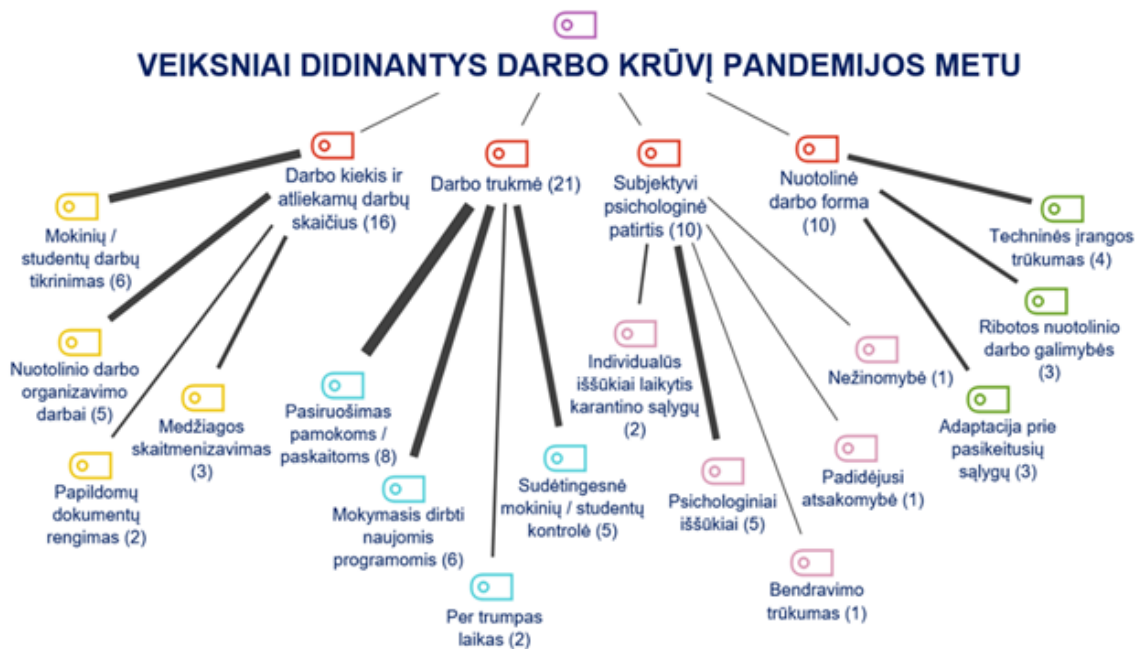 VEIKSNIAI DIDINANTYS DARBO KRŪVĮ PANDEMIJOS METU
Darbo kiekis ir
atliekamų darbų
skaičius (16)
Darbo trukmė (21)
Subjektyvi
psichologinė
patirtis (10)
Nuotolinė
darbo forma
(10)
Mokinių /
studentų darbų
tikrinimas (6)
Nuotolinio darbo
organizavimo
darbai (5)
Papildomų
dokumentų
rengimas (2)
Medžiagos
skaitmenizavimas
(3)
Pasiruošimas
pamokoms /
paskaitoms (8)
Mokymasis dirbti
naujomis
programomis (6)
Per trumpas
laikas (2)
Sudėtingesnė
mokinių / studentų
kontrolė (5)
Individualūs
iššūkiai laikytis
karantino sąlygų
(2)
Psichologiniai
iššūkiai (5)
Bendravimo
trūkumas (1)
Padidėjusi
atsakomybė (1)
Nežinomybė (1)
Techninės įrangos
trūkumas (4)
Ribotos nuotolinio
darbo galimybės
(3)
Adaptacija prie
pasikeitusių
sąlygų (3)